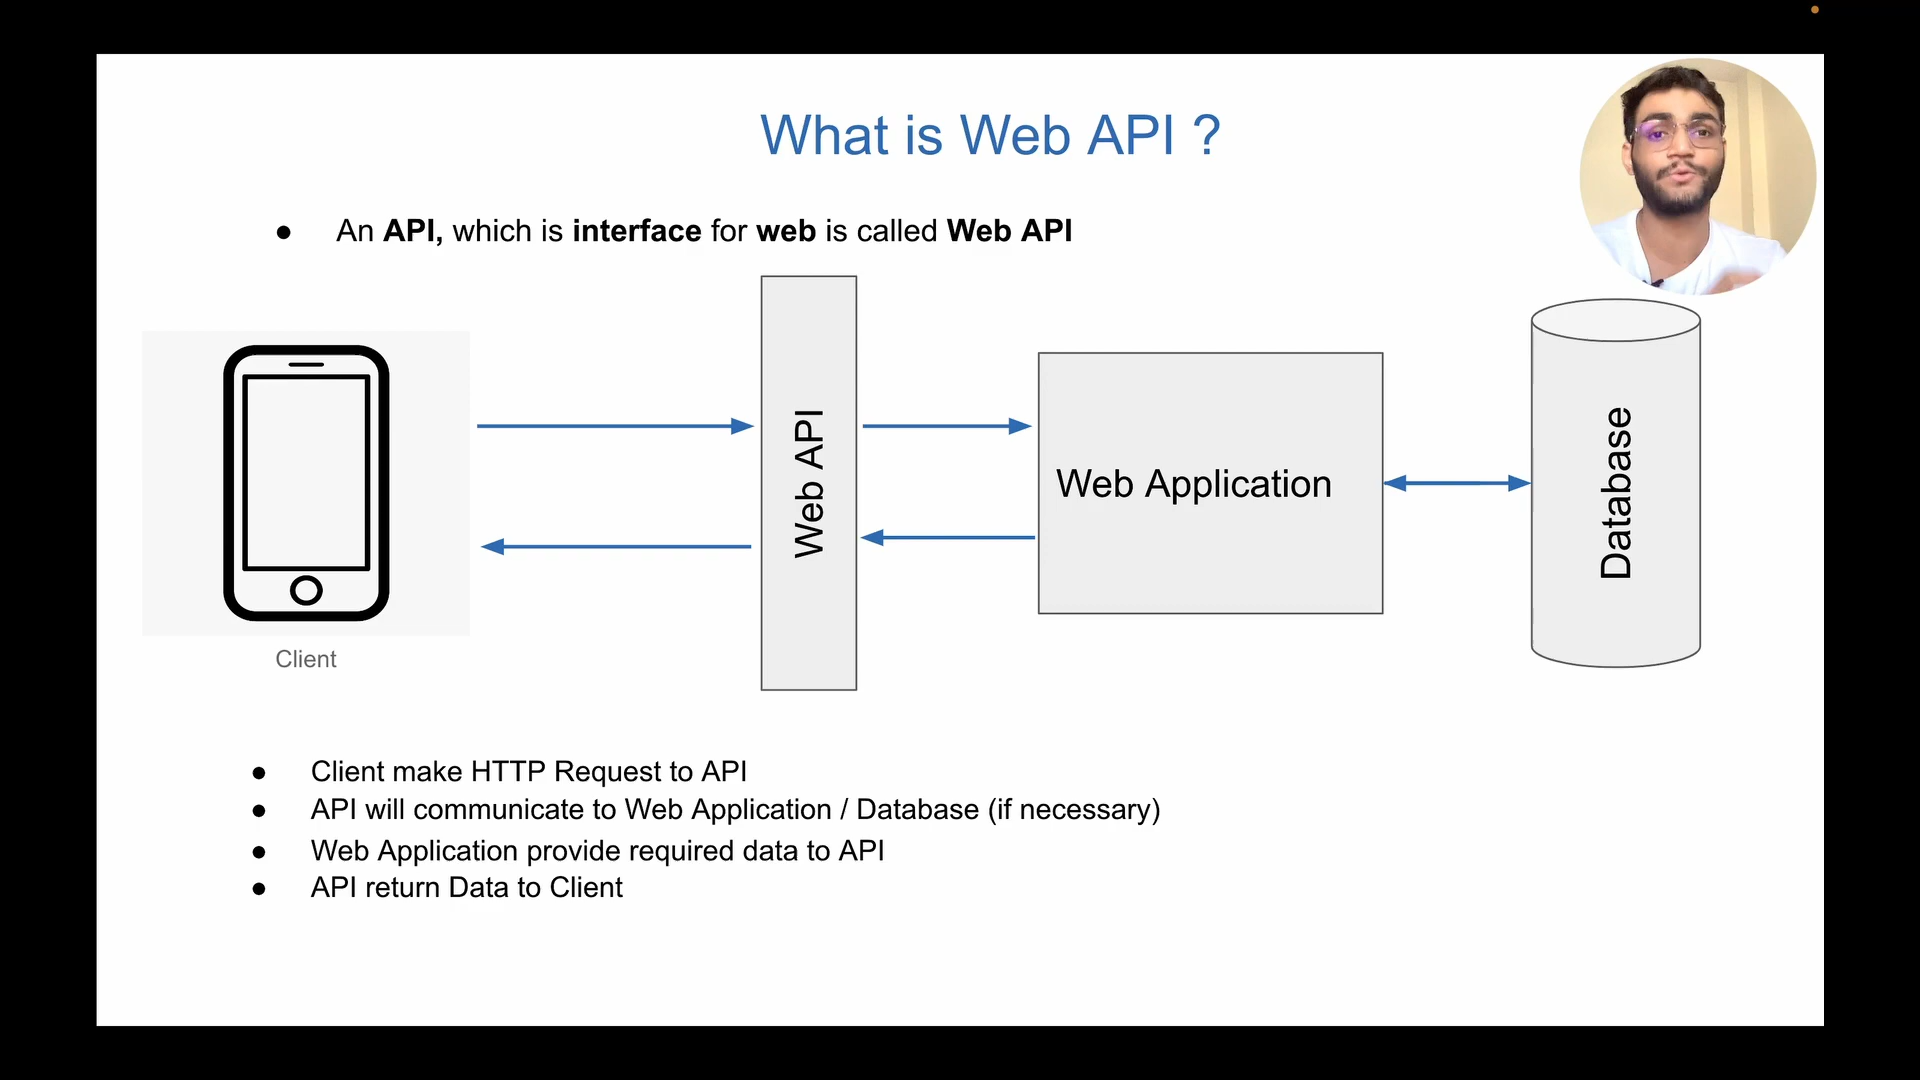 What is Web API ?
● An API, which is interface for web is called Web API
Web API
Web Application
Database
Client
● Client make HTTP Request to API
● API will communicate to Web Application / Database (if necessary)
● Web Application provide required data to API
● API return Data to Client